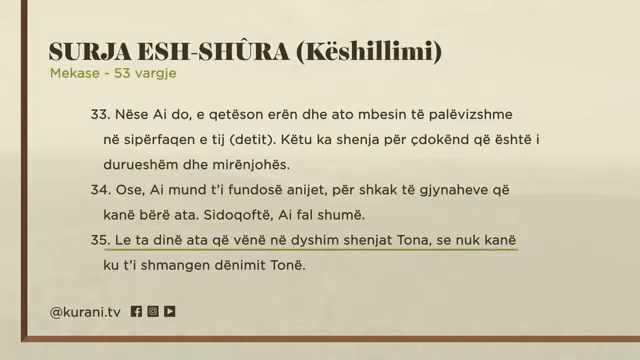 SURJA ESH-SHÛRA (Këshillimi)
Mekase - 53 vargje
33. Nëse Ai do, e qetëson erën dhe ato mbesin të palëvizshme
në sipërfaqen e tij (detit). Këtu ka shenja për çdokënd që është i
durueshëm dhe mirënjohës.
34. Ose, Ai mund t'i fundosë anijet, për shkak të gjynaheve që
kanë bërë ata. Sidoqoftë, Ai fal shumë.
35. Le ta dinë ata që vënë në dyshim shenjat Tona, se nuk kanë
ku t'i shmangen dënimit Tonë.
@kurani.tv